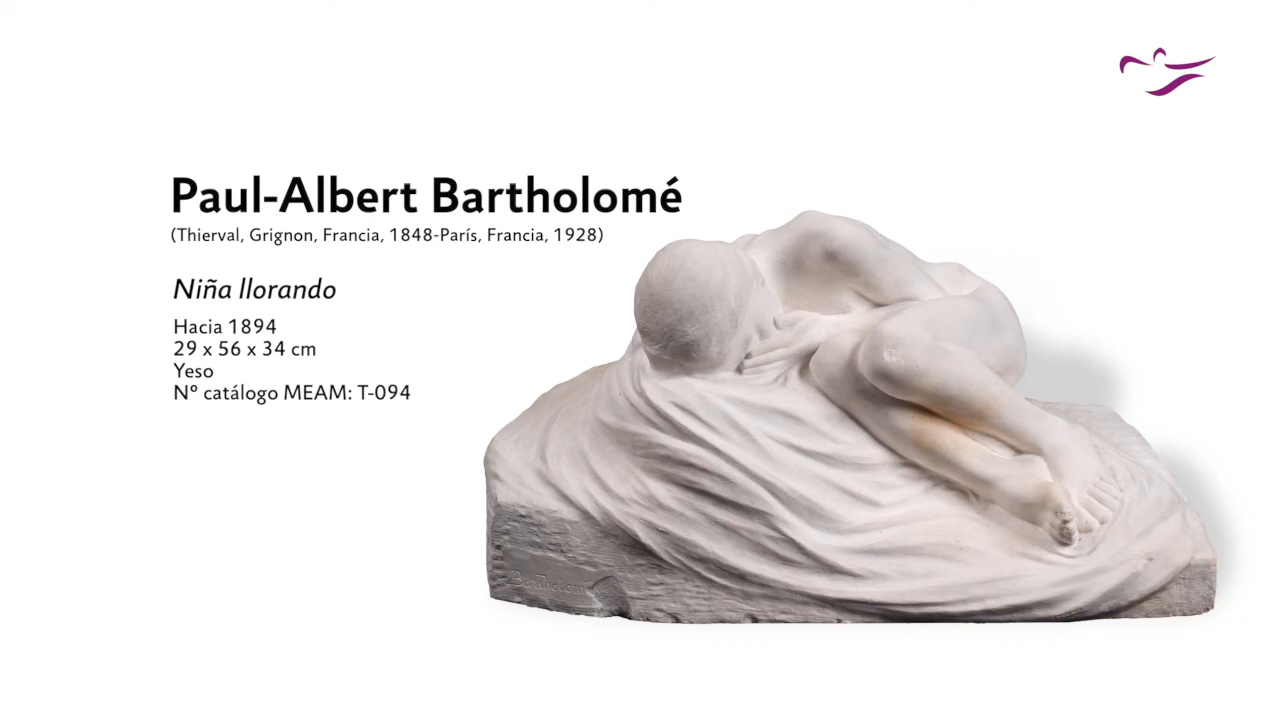 Paul-Albert Bartholomé
(Thierval, Grignon, Francia, 1848-París, Francia, 1928)
Niña llorando
Hacia 1894
29 x 56 x 34 cm
Yeso
Nº catálogo MEAM: T-094
Bartholom